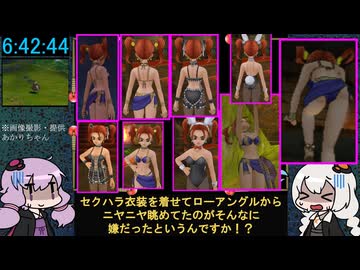 6:42:44
※画像撮影・提供
あかりちゃん
セクハラ衣装を着せてローアングルから
ニヤニヤ眺めてたのがそんなに
嫌だったというんですか！？